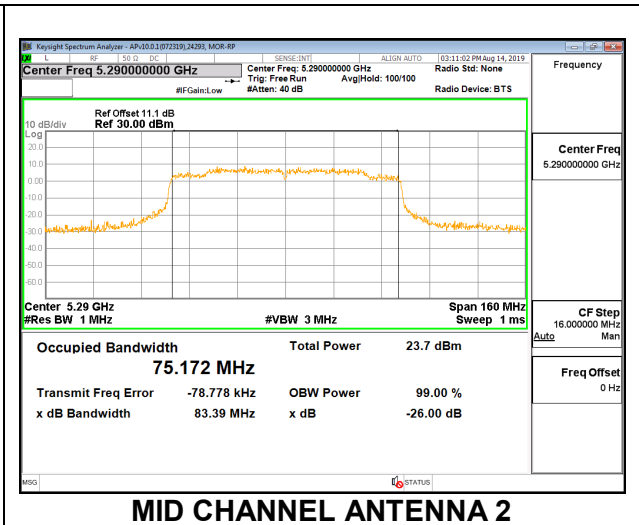 Keysight Spectrum Analyzer - APv10.0.1(072319),24293, MOR-RP
L RF 50 Ω DC SENSE:INT ALIGN AUTO 03:11:02 PM Aug 14, 2019
Center Freq 5.290000000 GHz
Center Freq: 5.290000000 GHz
Radio Std: None
Trig: Free Run Avg|Hold: 100/100
#IFGain:Low #Atten: 40 dB Radio Device: BTS
Frequency
Ref Offset 11.1 dB
10 dB/div Ref 30.00 dBm
Log
20.0
10.0
0.00
-10.0
-20.0
-30.0
-40.0
-50.0
-60.0
Center 5.29 GHz Span 160 MHz
#Res BW 1 MHz #VBW 3 MHz Sweep 1 ms
Occupied Bandwidth Total Power 23.7 dBm
75.172 MHz
Transmit Freq Error -78.778 kHz OBW Power 99.00 %
x dB Bandwidth 83.39 MHz x dB -26.00 dB
Center Freq
5.290000000 GHz
CF Step
16.000000 MHz
Auto Man
Freq Offset
0 Hz
MSG STATUS
MID CHANNEL ANTENNA 2